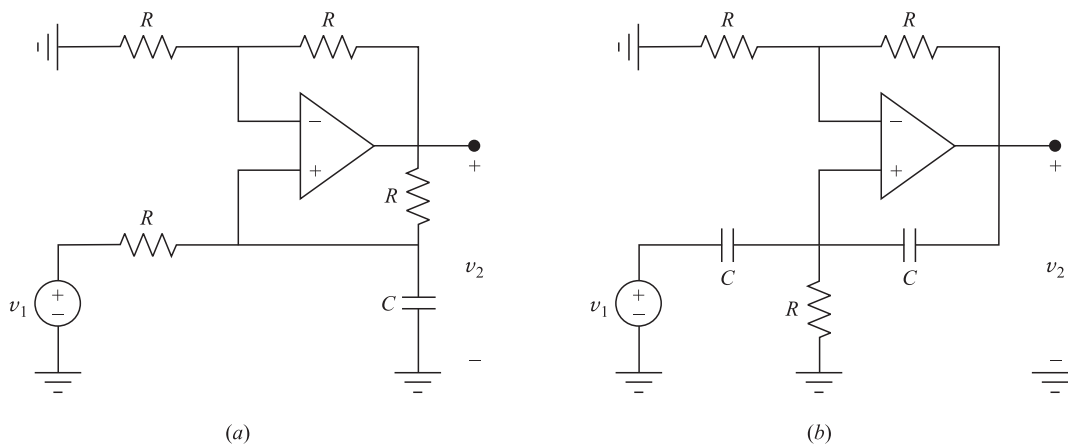 R R R R
− −
+ +
+ +
R
R
v₂ v₂
+ C C +
v₁ − v₁ −
C R
− −
(a) (b)